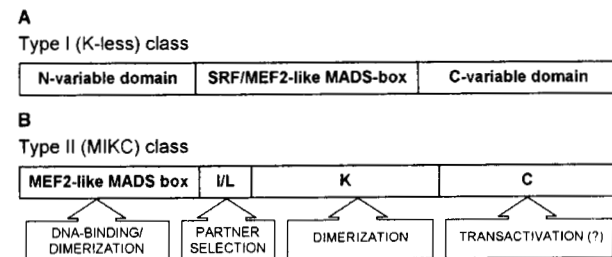 A
Type I (K-less) class
N-variable domain SRF/MEF2-like MADS-box C-variable domain
B
Type II (MIKC) class
MEF2-like MADS box I/L K C
DNA-BINDING/ PARTNER DIMERIZATION TRANSACTIVATION (?)
DIMERIZATION SELECTION